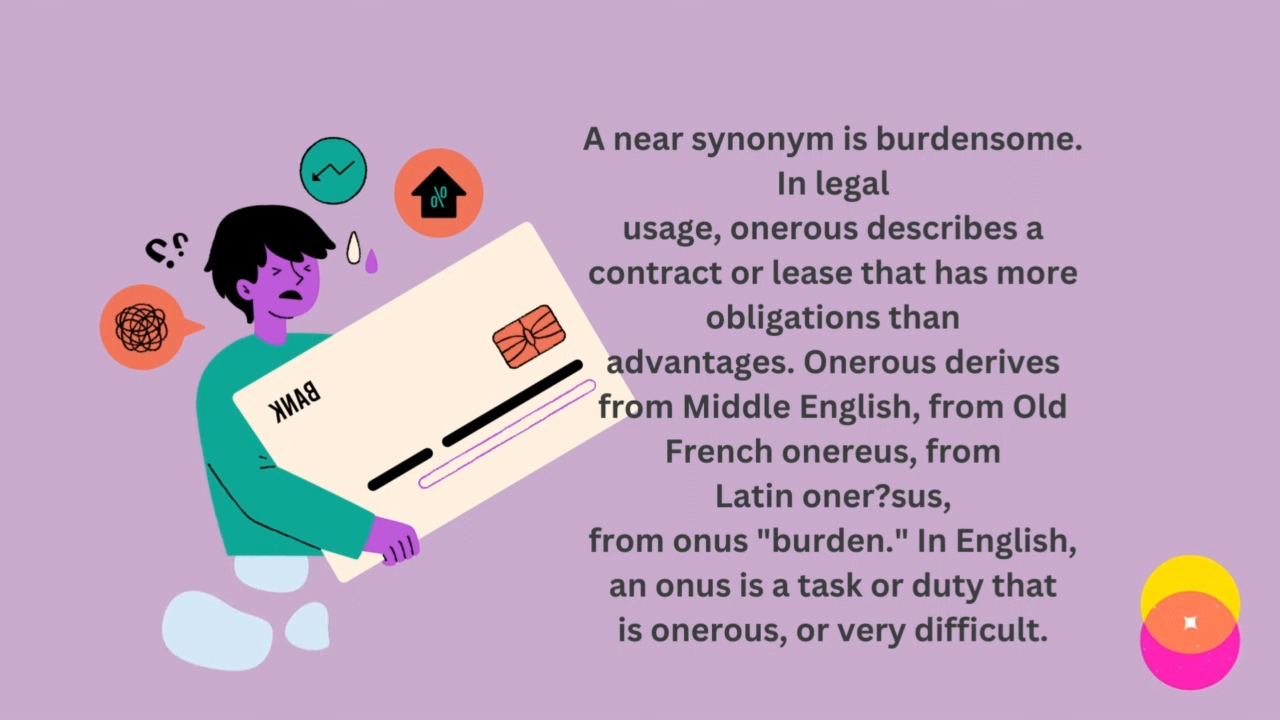 A near synonym is burdensome.
In legal
usage, onerous describes a
contract or lease that has more
obligations than
advantages. Onerous derives
from Middle English, from Old
French onereus, from
Latin oner?sus,
from onus "burden." In English,
an onus is a task or duty that
is onerous, or very difficult.
??
%
BANK